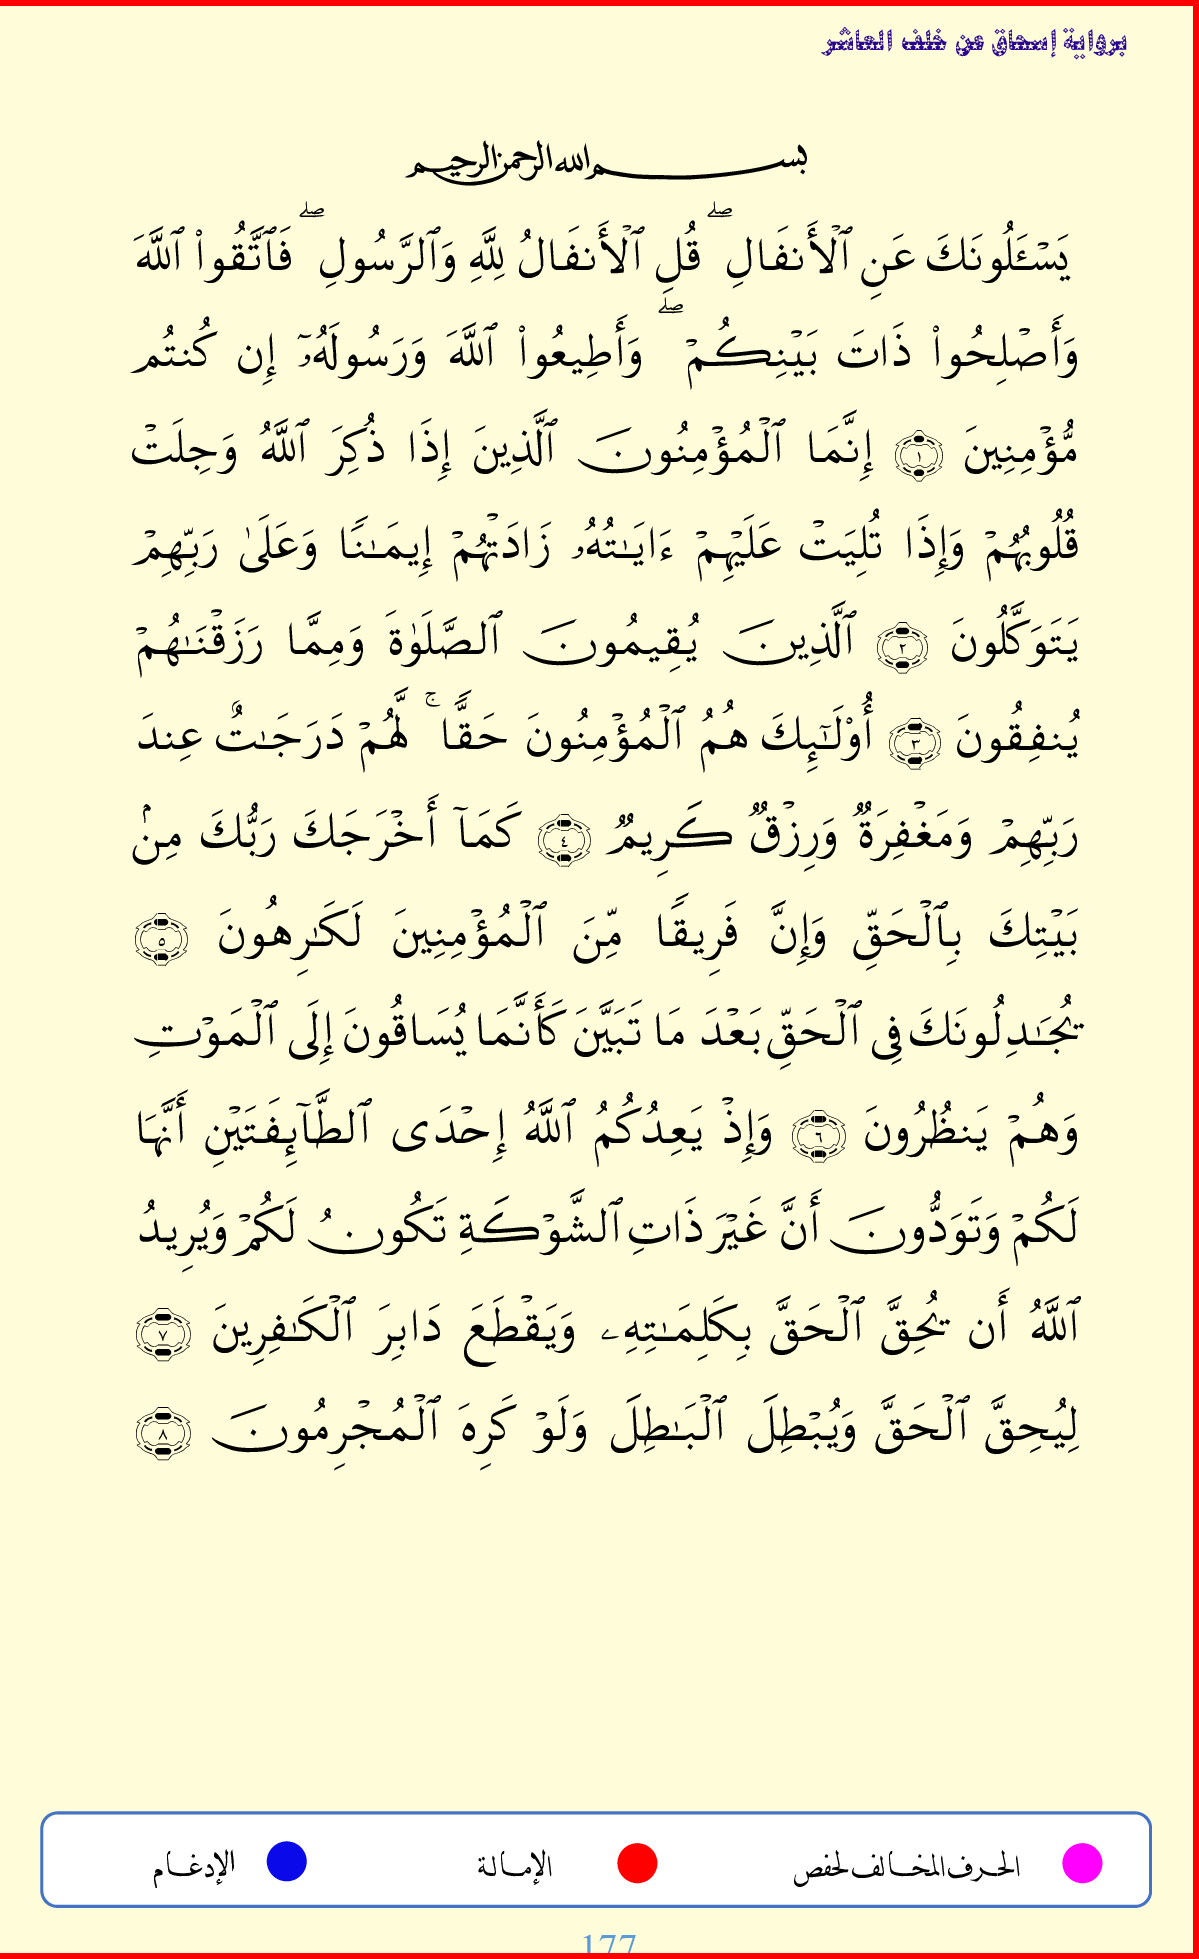 برواية إسحاق عن خلف العاشر
بسم الله الرحمن الرحيم
يَسْـَٔلُونَكَ عَنِ ٱلْأَنفَالِ ۖ قُلِ ٱلْأَنفَالُ لِلَّهِ وَٱلرَّسُولِ ۖ فَٱتَّقُوا۟ ٱللَّهَ
وَأَصْلِحُوا۟ ذَاتَ بَيْنِكُمْ ۖ وَأَطِيعُوا۟ ٱللَّهَ وَرَسُولَهُۥٓ إِن كُنتُم
مُّؤْمِنِينَ ١ إِنَّمَا ٱلْمُؤْمِنُونَ ٱلَّذِينَ إِذَا ذُكِرَ ٱللَّهُ وَجِلَتْ
قُلُوبُهُمْ وَإِذَا تُلِيَتْ عَلَيْهِمْ ءَايَـٰتُهُۥ زَادَتْهُمْ إِيمَـٰنًا وَعَلَىٰ رَبِّهِمْ
يَتَوَكَّلُونَ ٢ ٱلَّذِينَ يُقِيمُونَ ٱلصَّلَوٰةَ وَمِمَّا رَزَقْنَـٰهُمْ
يُنفِقُونَ ٣ أُو۟لَـٰٓئِكَ هُمُ ٱلْمُؤْمِنُونَ حَقًّا ۚ لَّهُمْ دَرَجَـٰتٌ عِندَ
رَبِّهِمْ وَمَغْفِرَةٌ وَرِزْقٌ كَرِيمٌ ٤ كَمَآ أَخْرَجَكَ رَبُّكَ مِنۢ
بَيْتِكَ بِٱلْحَقِّ وَإِنَّ فَرِيقًا مِّنَ ٱلْمُؤْمِنِينَ لَكَـٰرِهُونَ ٥
يُجَـٰدِلُونَكَ فِى ٱلْحَقِّ بَعْدَ مَا تَبَيَّنَ كَأَنَّمَا يُسَاقُونَ إِلَى ٱلْمَوْتِ
وَهُمْ يَنظُرُونَ ٦ وَإِذْ يَعِدُكُمُ ٱللَّهُ إِحْدَى ٱلطَّآئِفَتَيْنِ أَنَّهَا
لَكُمْ وَتَوَدُّونَ أَنَّ غَيْرَ ذَاتِ ٱلشَّوْكَةِ تَكُونُ لَكُمْ وَيُرِيدُ
ٱللَّهُ أَن يُحِقَّ ٱلْحَقَّ بِكَلِمَـٰتِهِۦ وَيَقْطَعَ دَابِرَ ٱلْكَـٰفِرِينَ ٧
لِيُحِقَّ ٱلْحَقَّ وَيُبْطِلَ ٱلْبَـٰطِلَ وَلَوْ كَرِهَ ٱلْمُجْرِمُونَ ٨
الحرف المخالف لحفص الإمالة الإدغام
177